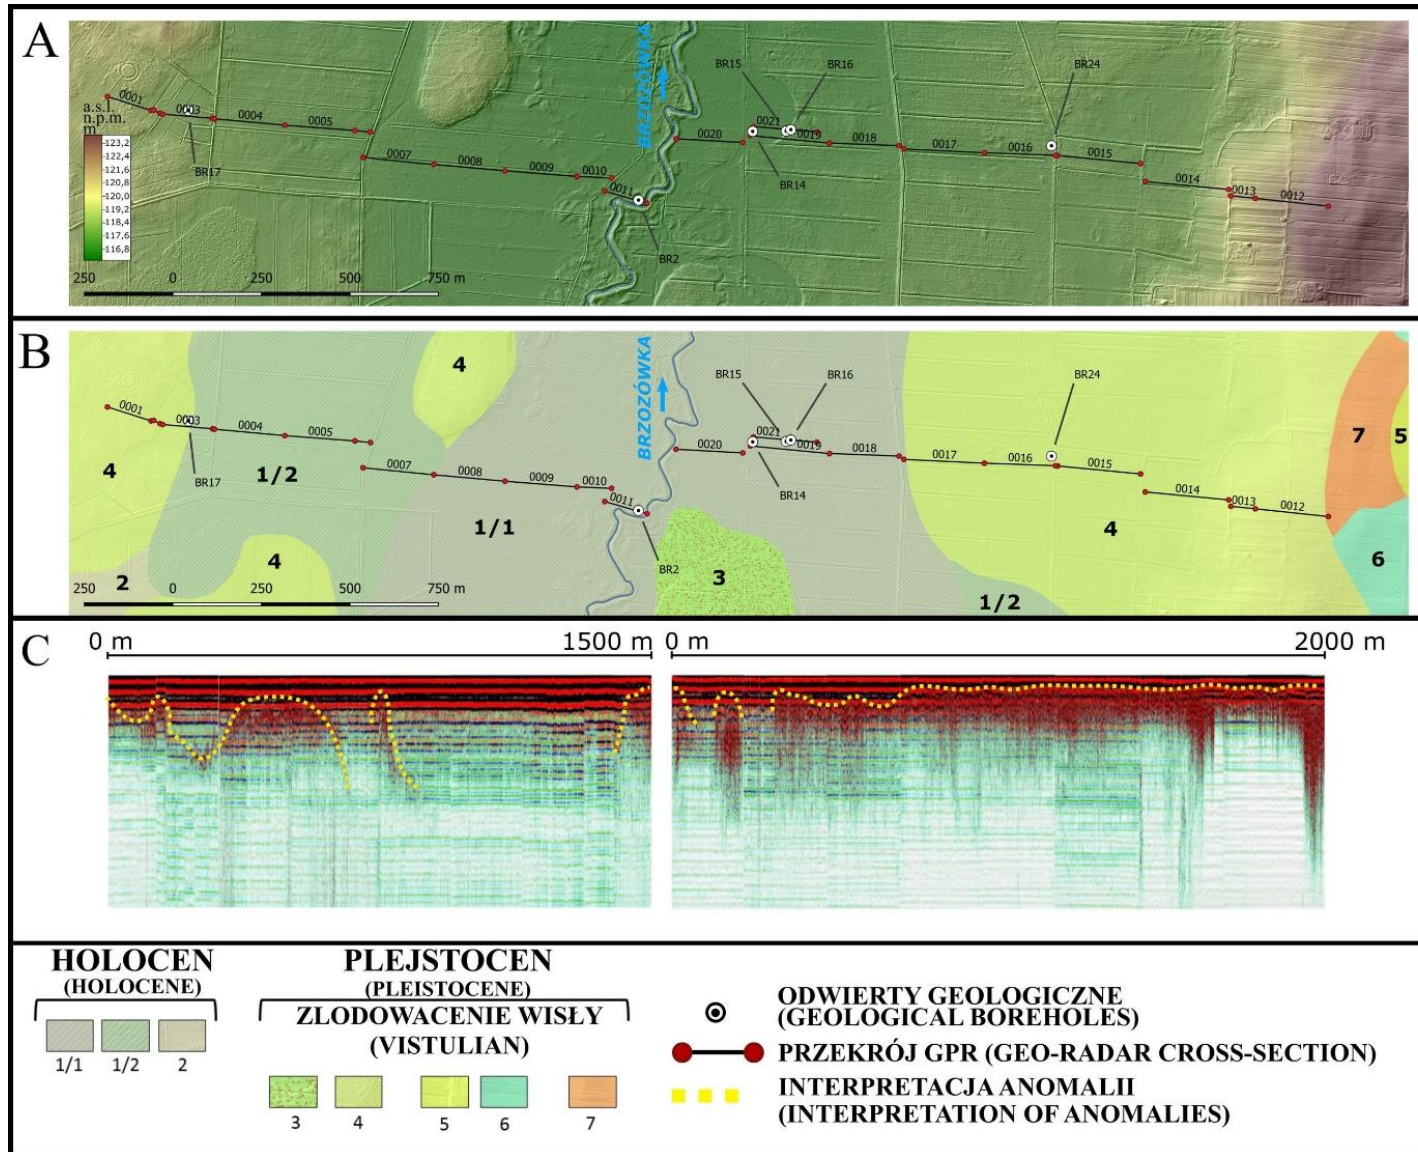 A
a.s.l.
n.p.m.
m
123,2
122,4
121,6
120,8
120,0
119,2
118,4
117,6
116,8
0001
0003
0004
0005
BR17
0007
0008
0009
0010
0011
BR2
BRZOZÓWKA
0020
BR15
BR16
0021
0019
BR14
0018
0017
0016
BR24
0015
0014
0013
0012
250 0 250 500 750 m
B
4
0001
0003
0004
0005
BR17
1/2
4
0007
0008
0009
0010
0011
1/1
BR2
BRZOZÓWKA
0020
BR15
BR16
0021
0019
BR14
0018
0017
0016
BR24
0015
0014
0013
0012
7
5
4
6
2
4
3
1/2
250 0 250 500 750 m
C
0 m 1500 m 0 m 2000 m
HOLOCEN
(HOLOCENE)
1/1 1/2 2
PLEJSTOCEN
(PLEISTOCENE)
ZLODOWACENIE WISŁY
(VISTULIAN)
3 4 5 6 7
ODWIERTY GEOLOGICZNE
(GEOLOGICAL BOREHOLES)
PRZEKRÓJ GPR (GEO-RADAR CROSS-SECTION)
INTERPRETACJA ANOMALII
(INTERPRETATION OF ANOMALIES)